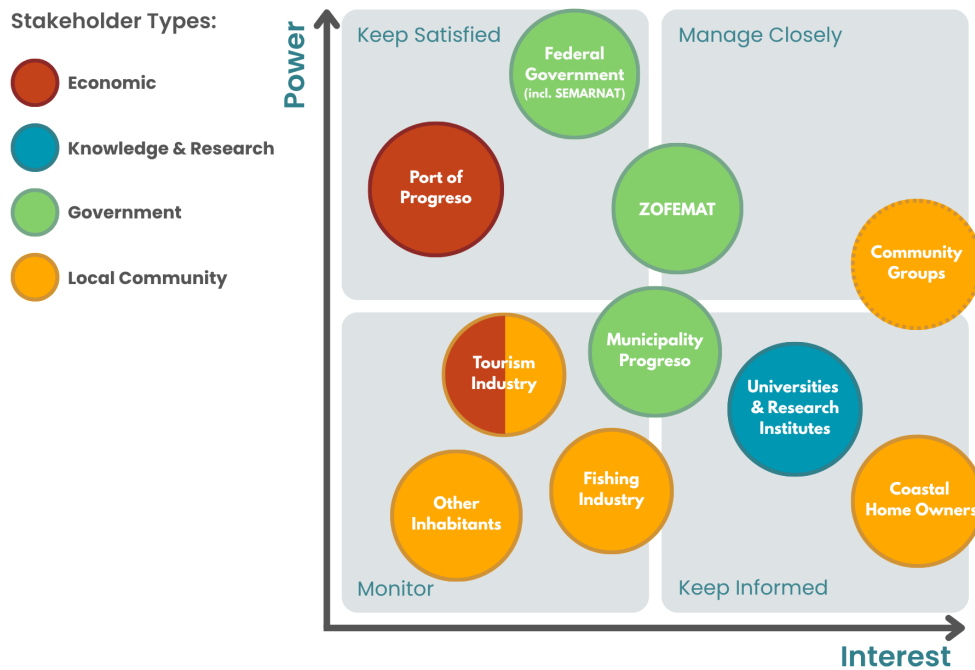 Stakeholder Types:
Economic
Knowledge & Research
Government
Local Community
Power
Keep Satisfied
Manage Closely
Federal
Government
(incl. SEMARNAT)
Port of
Progreso
ZOFEMAT
Community
Groups
Tourism
Industry
Municipality
Progreso
Universities
& Research
Institutes
Other
Inhabitants
Fishing
Industry
Coastal
Home Owners
Monitor
Keep Informed
Interest